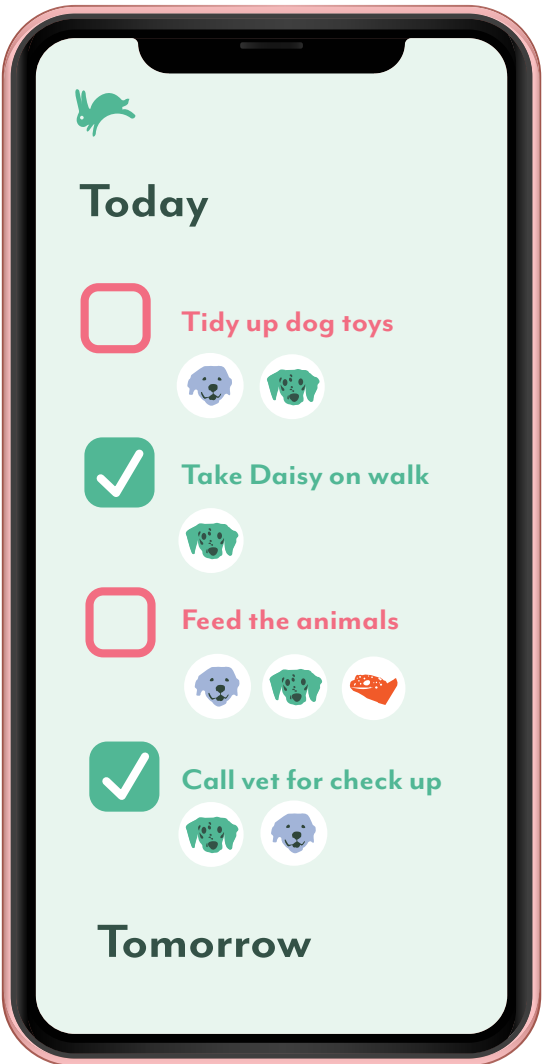 Today
Tidy up dog toys
Take Daisy on walk
Feed the animals
Call vet for check up
Tomorrow